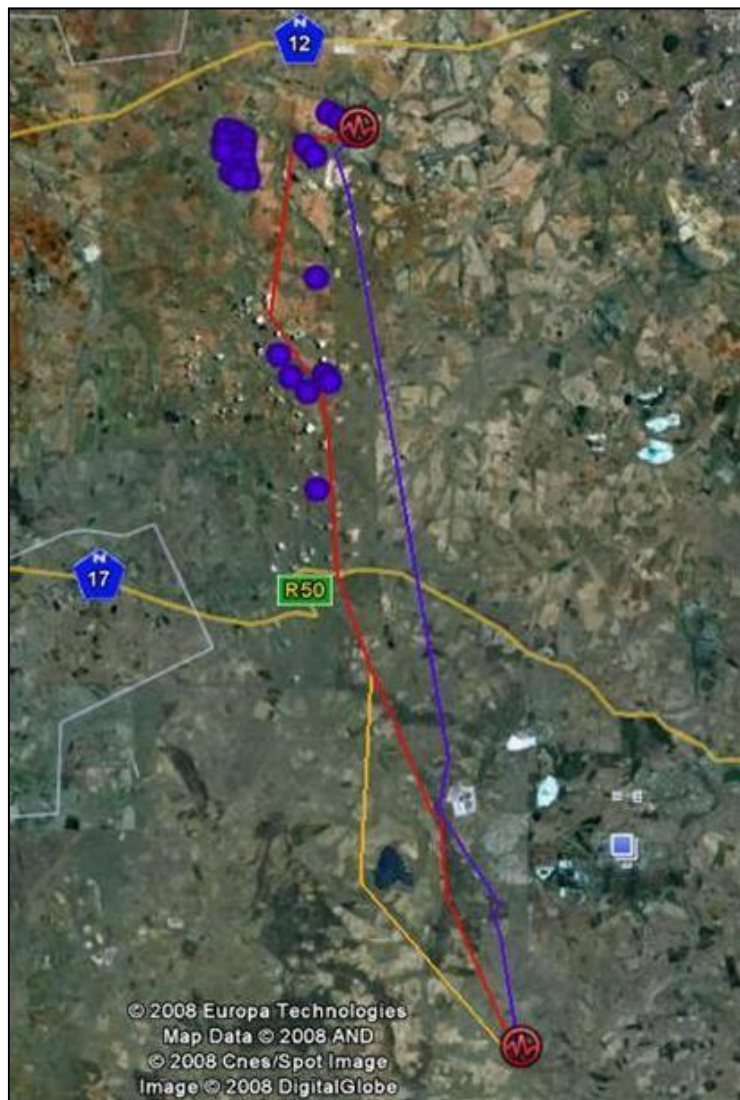 N
12
N
17
R50
© 2008 Europa Technologies
Map Data © 2008 AND
© 2008 Cnes/Spot Image
Image © 2008 DigitalGlobe